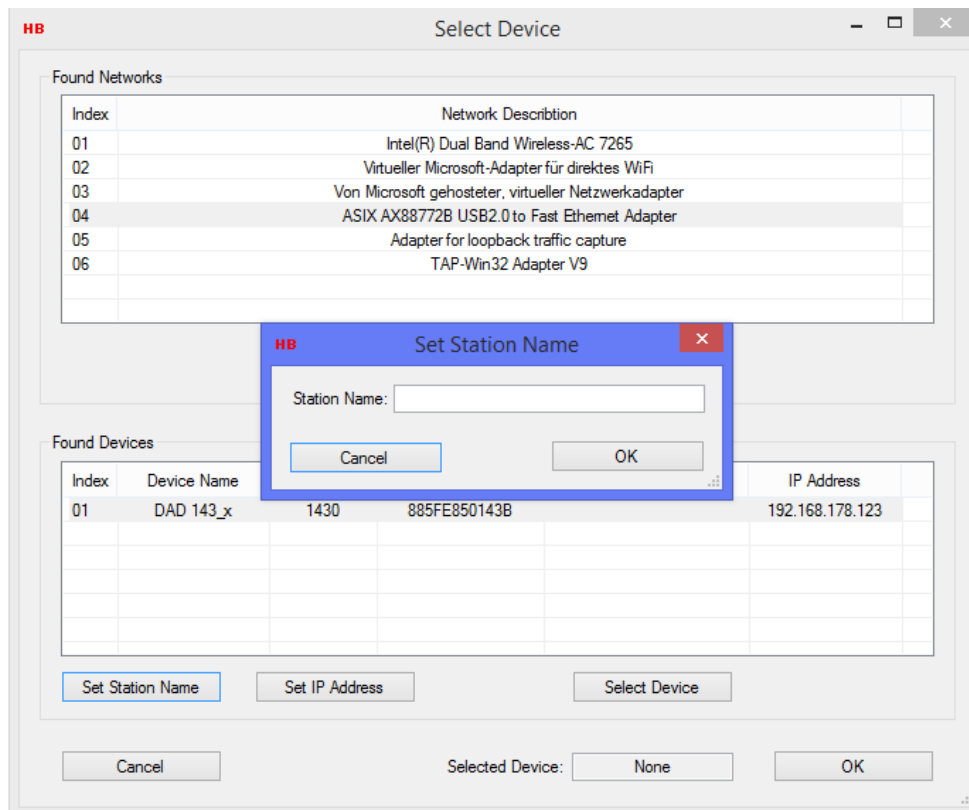 HB Select Device
Found Networks
Index Network Describtion
01 Intel(R) Dual Band Wireless-AC 7265
02 Virtueller Microsoft-Adapter für direktes WiFi
03 Von Microsoft gehosteter, virtueller Netzwerkadapter
04 ASIX AX88772B USB2.0 to Fast Ethernet Adapter
05 Adapter for loopback traffic capture
06 TAP-Win32 Adapter V9
HB Set Station Name
Station Name:
Cancel OK
Found Devices
Index Device Name IP Address
01 DAD 143_x 1430 885FE850143B 192.168.178.123
Set Station Name Set IP Address Select Device
Cancel Selected Device: None OK